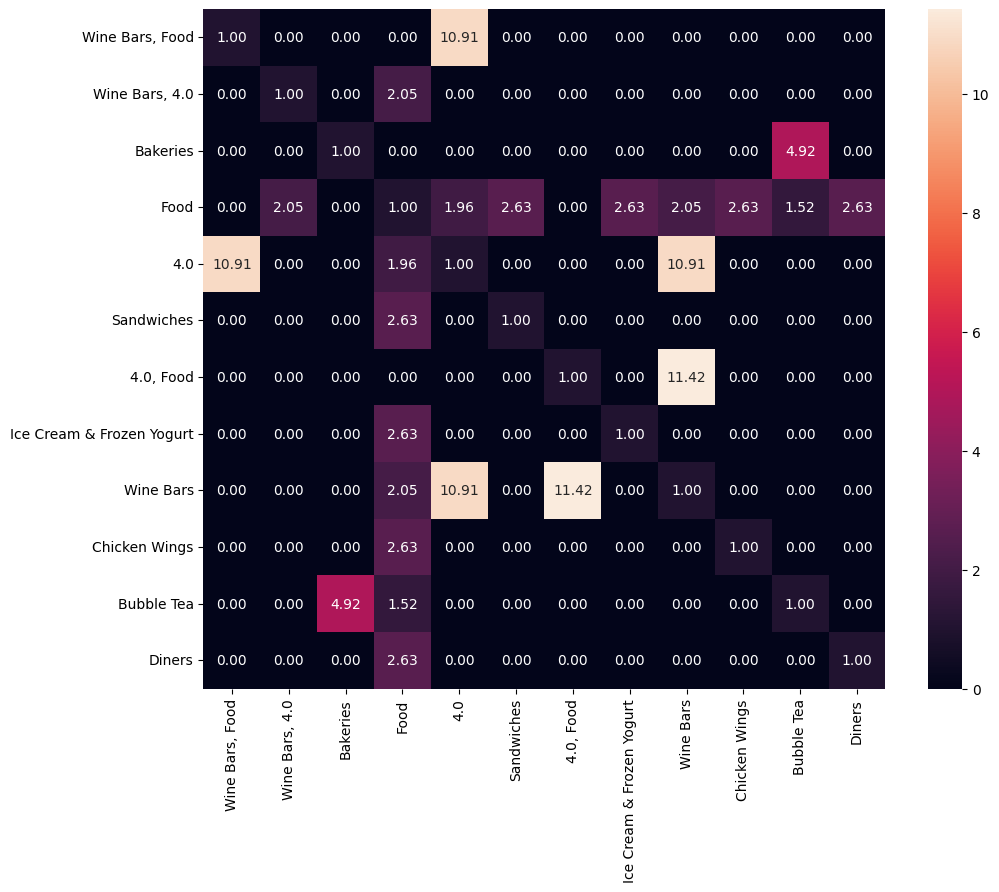 Wine Bars, Food 1.00 0.00 0.00 0.00 10.91 0.00 0.00 0.00 0.00 0.00 0.00 0.00
Wine Bars, 4.0 0.00 1.00 0.00 2.05 0.00 0.00 0.00 0.00 0.00 0.00 0.00 0.00
Bakeries 0.00 0.00 1.00 0.00 0.00 0.00 0.00 0.00 0.00 0.00 4.92 0.00
Food 0.00 2.05 0.00 1.00 1.96 2.63 0.00 2.63 2.05 2.63 1.52 2.63
4.0 10.91 0.00 0.00 1.96 1.00 0.00 0.00 0.00 10.91 0.00 0.00 0.00
Sandwiches 0.00 0.00 0.00 2.63 0.00 1.00 0.00 0.00 0.00 0.00 0.00 0.00
4.0, Food 0.00 0.00 0.00 0.00 0.00 0.00 1.00 0.00 11.42 0.00 0.00 0.00
Ice Cream & Frozen Yogurt 0.00 0.00 0.00 2.63 0.00 0.00 0.00 1.00 0.00 0.00 0.00 0.00
Wine Bars 0.00 0.00 0.00 2.05 10.91 0.00 11.42 0.00 1.00 0.00 0.00 0.00
Chicken Wings 0.00 0.00 0.00 2.63 0.00 0.00 0.00 0.00 0.00 1.00 0.00 0.00
Bubble Tea 0.00 0.00 4.92 1.52 0.00 0.00 0.00 0.00 0.00 0.00 1.00 0.00
Diners 0.00 0.00 0.00 2.63 0.00 0.00 0.00 0.00 0.00 0.00 0.00 1.00
Wine Bars, Food
Wine Bars, 4.0
Bakeries
Food
4.0
Sandwiches
4.0, Food
Ice Cream & Frozen Yogurt
Wine Bars
Chicken Wings
Bubble Tea
Diners
10
8
6
4
2
0